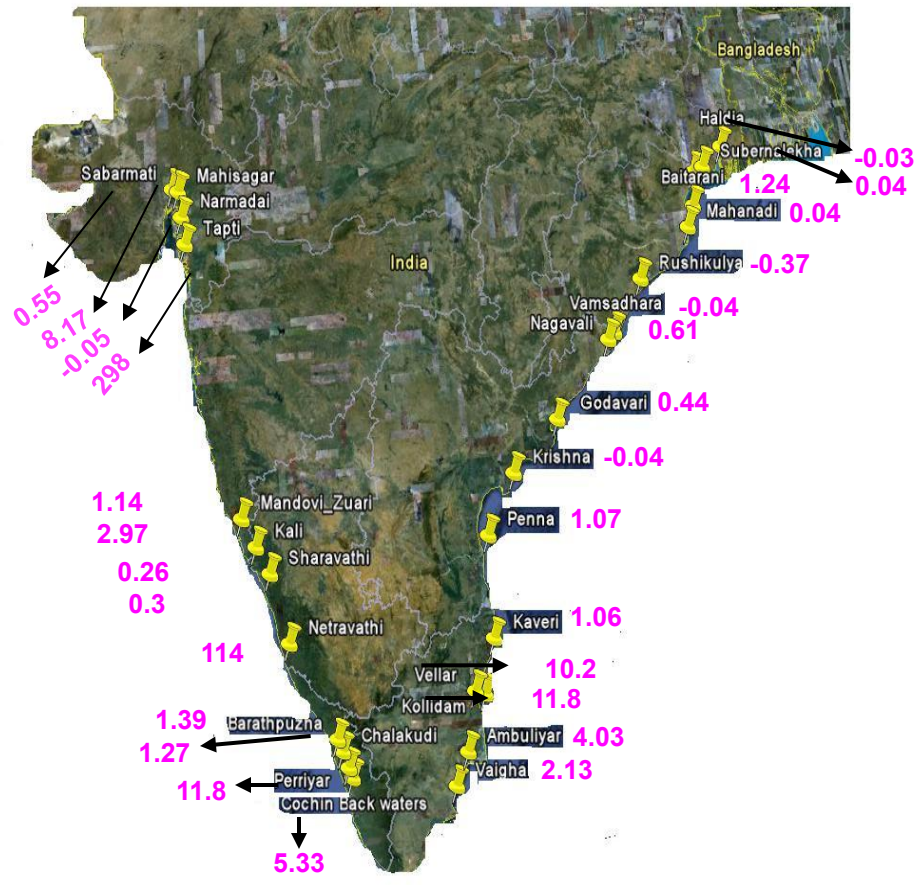 Bangladesh
Haldia
Subernalekha
-0.03
Sabarmati
Mahisagar
Baitarani
1.24
0.04
Narmadai
Mahanadi
0.04
Tapti
India
Rushikulya
-0.37
0.55
8.17
-0.05
298
Vamsadhara
-0.04
Nagavali
0.61
Godavari
0.44
Krishna
-0.04
1.14
Mandovi_Zuari
Penna
1.07
2.97
Kali
Sharavathi
0.26
0.3
Netravathi
Kaveri
1.06
114
Vellar
10.2
Kollidam
11.8
1.39
Barathpuzha
Chalakudi
Ambuliyar
4.03
1.27
Vaigha
2.13
11.8
Perriyar
Cochin Back waters
5.33